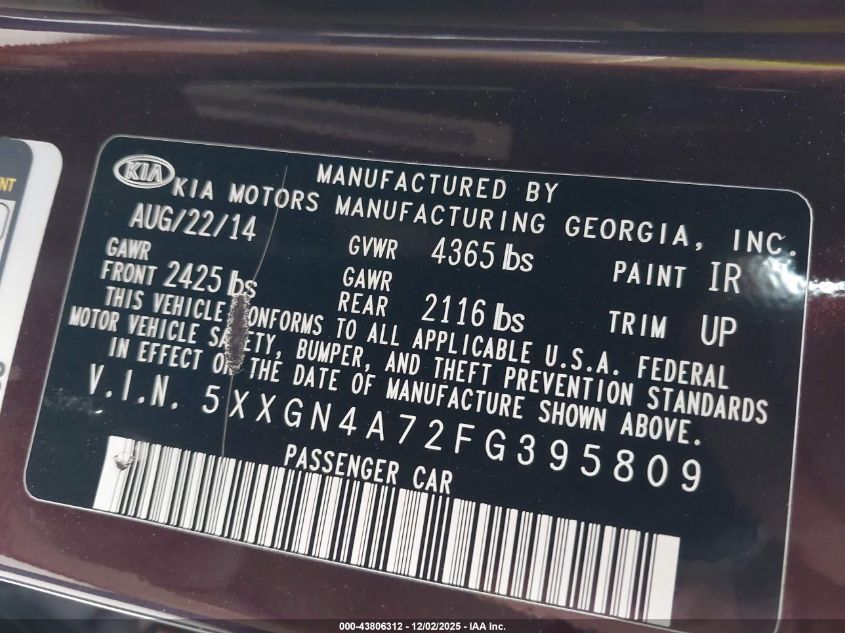 KIA
MANUFACTURED BY
KIA MOTORS MANUFACTURING GEORGIA, INC.
AUG/22/14
GVWR 4365 lbs
PAINT IR
GAWR
FRONT 2425 lbs
GAWR
REAR 2116 lbs
TRIM UP
THIS VEHICLE CONFORMS TO ALL APPLICABLE U.S.A. FEDERAL
MOTOR VEHICLE SAFETY, BUMPER, AND THEFT PREVENTION STANDARDS
IN EFFECT ON THE DATE OF MANUFACTURE SHOWN ABOVE.
V.I.N. 5XXGN4A72FG395809
PASSENGER CAR
000-43806312 - 12/02/2025 - IAA Inc.